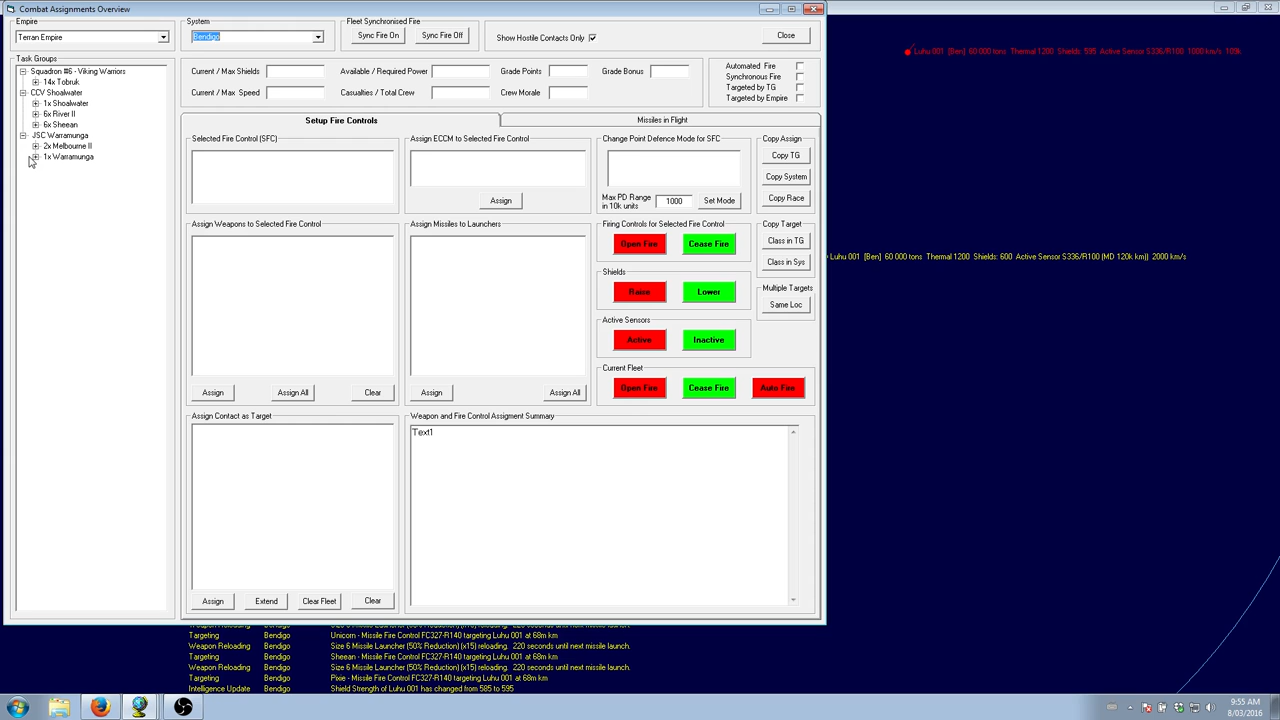 Combat Assignments Overview
Empire
Terran Empire
System
Bendigo
Fleet Synchronised Fire
Sync Fire On
Sync Fire Off
Show Hostile Contacts Only
Close
Task Groups
Squadron #6 - Viking Warriors
14x Tobruk
CCV Shoalwater
1x Shoalwater
6x River II
6x Sheean
JSC Warramunga
2x Melbourne II
1x Warramunga
Current / Max Shields
Available / Required Power
Grade Points
Grade Bonus
Current / Max Speed
Casualties / Total Crew
Crew Morale
Automated Fire
Synchronous Fire
Targeted by TG
Targeted by Empire
Setup Fire Controls
Missiles in Flight
Selected Fire Control (SFC)
Assign ECCM to Selected Fire Control
Assign
Change Point Defence Mode for SFC
Max PD Range
in 10k units
1000
Set Mode
Copy Assign
Copy TG
Copy System
Copy Race
Assign Weapons to Selected Fire Control
Assign
Assign All
Clear
Assign Missiles to Launchers
Assign
Assign All
Firing Controls for Selected Fire Control
Open Fire
Cease Fire
Shields
Raise
Lower
Active Sensors
Active
Inactive
Current Fleet
Open Fire
Cease Fire
Auto Fire
Copy Target
Class in TG
Class in Sys
Multiple Targets
Same Loc
Assign Contact as Target
Assign
Extend
Clear Fleet
Clear
Weapon and Fire Control Assigment Summary
Text1
Luhu 001 [Ben] 60 000 tons Thermal 1200 Shields: 595 Active Sensor S336/R100 1000 km/s
Luhu 001 [Ben] 60 000 tons Thermal 1200 Shields: 600 Active Sensor S336/R100 (MD 120k km)) 2000 km/s
Targeting Bendigo Unicorn - Missile Fire Control FC327-R140 targeting Luhu 001 at 68m km
Weapon Reloading Bendigo Size 6 Missile Launcher (50% Reduction) (x15) reloading. 220 seconds until next missile launch.
Targeting Bendigo Sheean - Missile Fire Control FC327-R140 targeting Luhu 001 at 68m km
Weapon Reloading Bendigo Size 6 Missile Launcher (50% Reduction) (x15) reloading. 220 seconds until next missile launch.
Targeting Bendigo Pixie - Missile Fire Control FC327-R140 targeting Luhu 001 at 68m km
Intelligence Update Bendigo Shield Strength of Luhu 001 has changed from 585 to 595
9:55 AM
8/03/2016